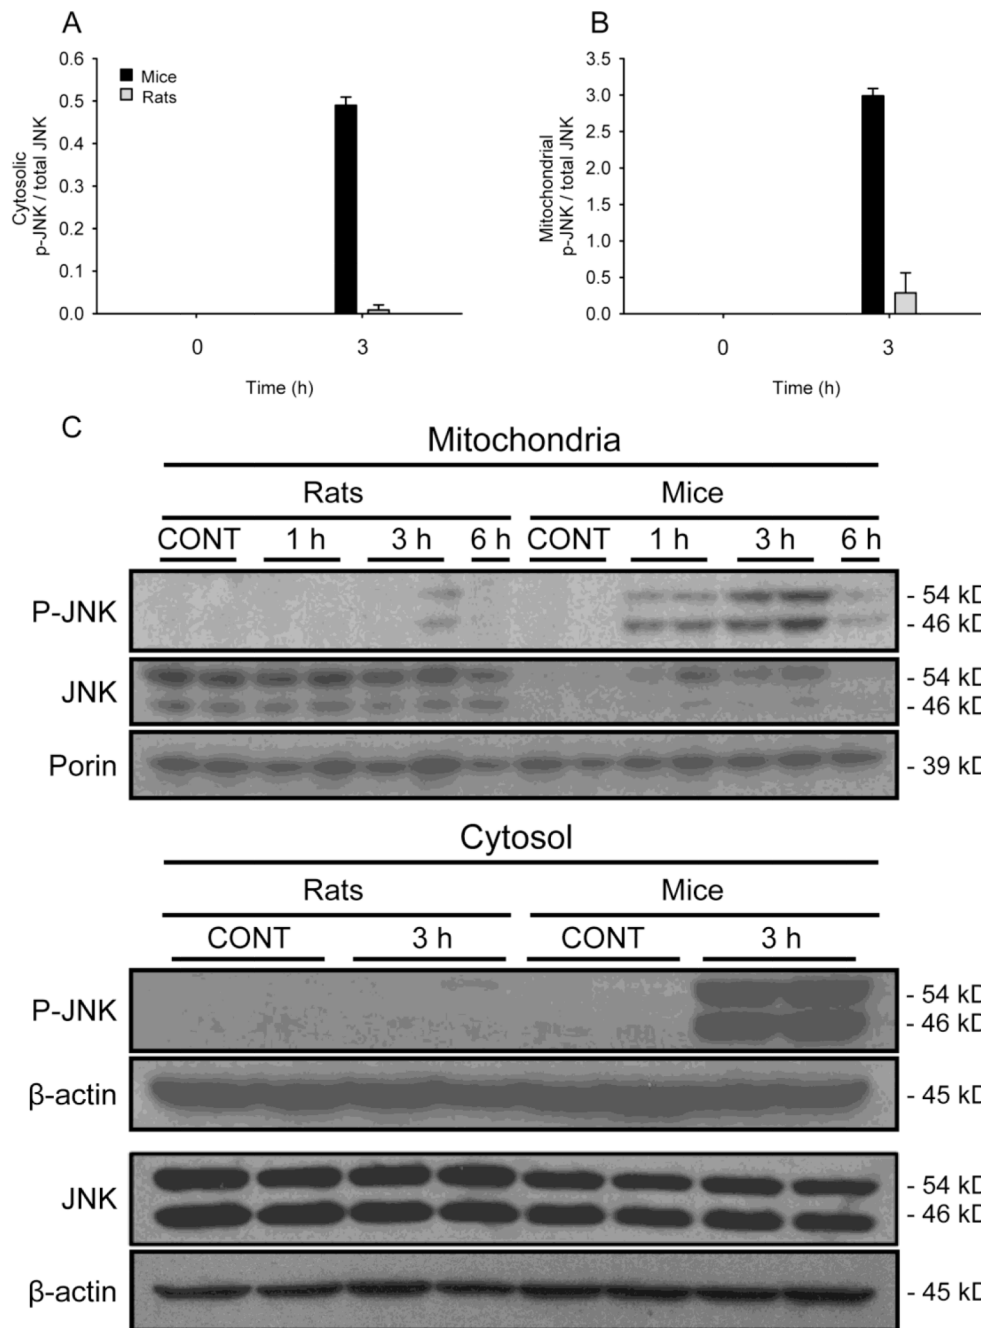 A
0.6
0.5
0.4
0.3
0.2
0.1
0.0
Cytosolic
p-JNK / total JNK
Mice
Rats
0 3
Time (h)
B
3.5
3.0
2.5
2.0
1.5
1.0
0.5
0.0
Mitochondrial
p-JNK / total JNK
0 3
Time (h)
C
Mitochondria
Rats Mice
CONT 1 h 3 h 6 h CONT 1 h 3 h 6 h
P-JNK
- 54 kD
- 46 kD
JNK
- 54 kD
- 46 kD
Porin - 39 kD
Cytosol
Rats Mice
CONT 3 h CONT 3 h
P-JNK
- 54 kD
- 46 kD
β-actin - 45 kD
JNK
- 54 kD
- 46 kD
β-actin - 45 kD